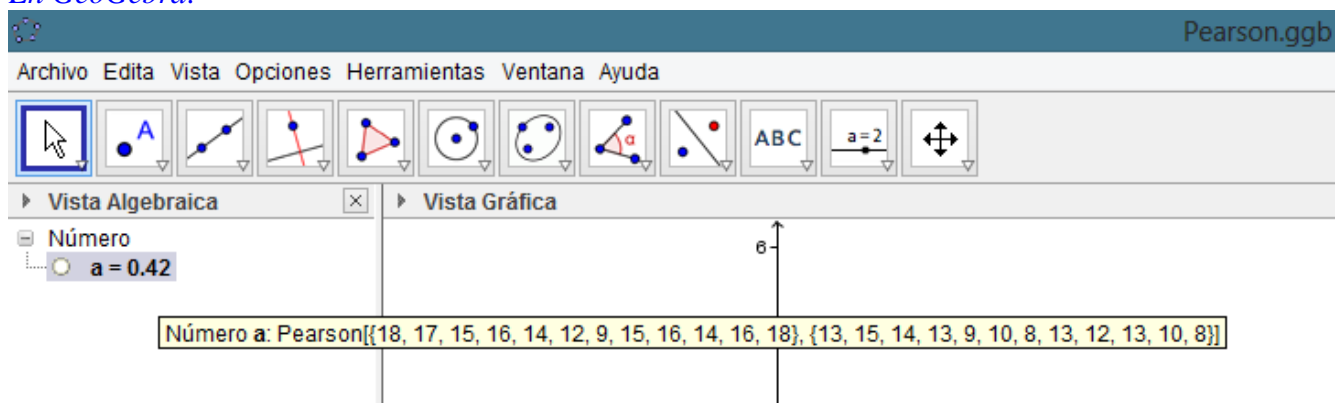 En GeoGebra:
Pearson.ggb
Archivo Edita Vista Opciones Herramientas Ventana Ayuda
A α ABC a=2
Vista Algebraica Vista Gráfica
Número
a = 0.42
6
Número a: Pearson[{18, 17, 15, 16, 14, 12, 9, 15, 16, 14, 16, 18}, {13, 15, 14, 13, 9, 10, 8, 13, 12, 13, 10, 8}]